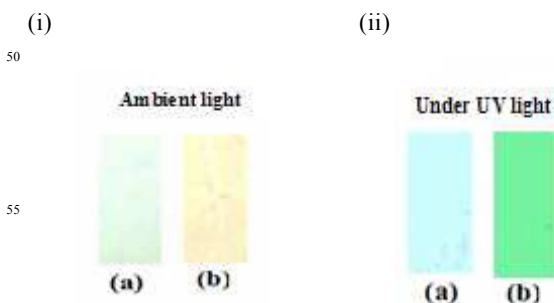 (i) (ii)
50
Ambient light Under UV light
55
(a) (b) (a) (b)